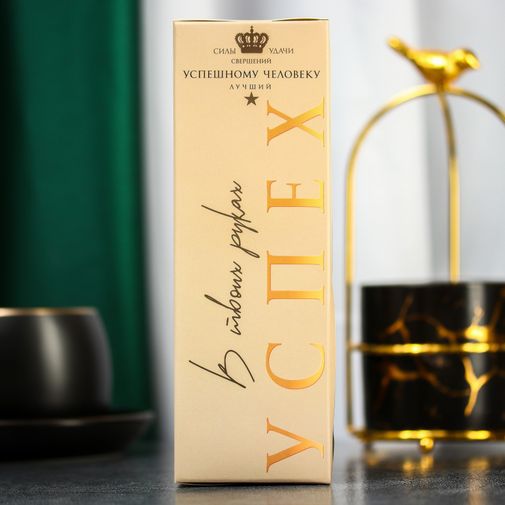 СИЛЫ УДАЧИ
СВЕРШЕНИЙ
УСПЕШНОМУ ЧЕЛОВЕКУ
ЛУЧШИЙ
УСПЕХ
в твоих руках